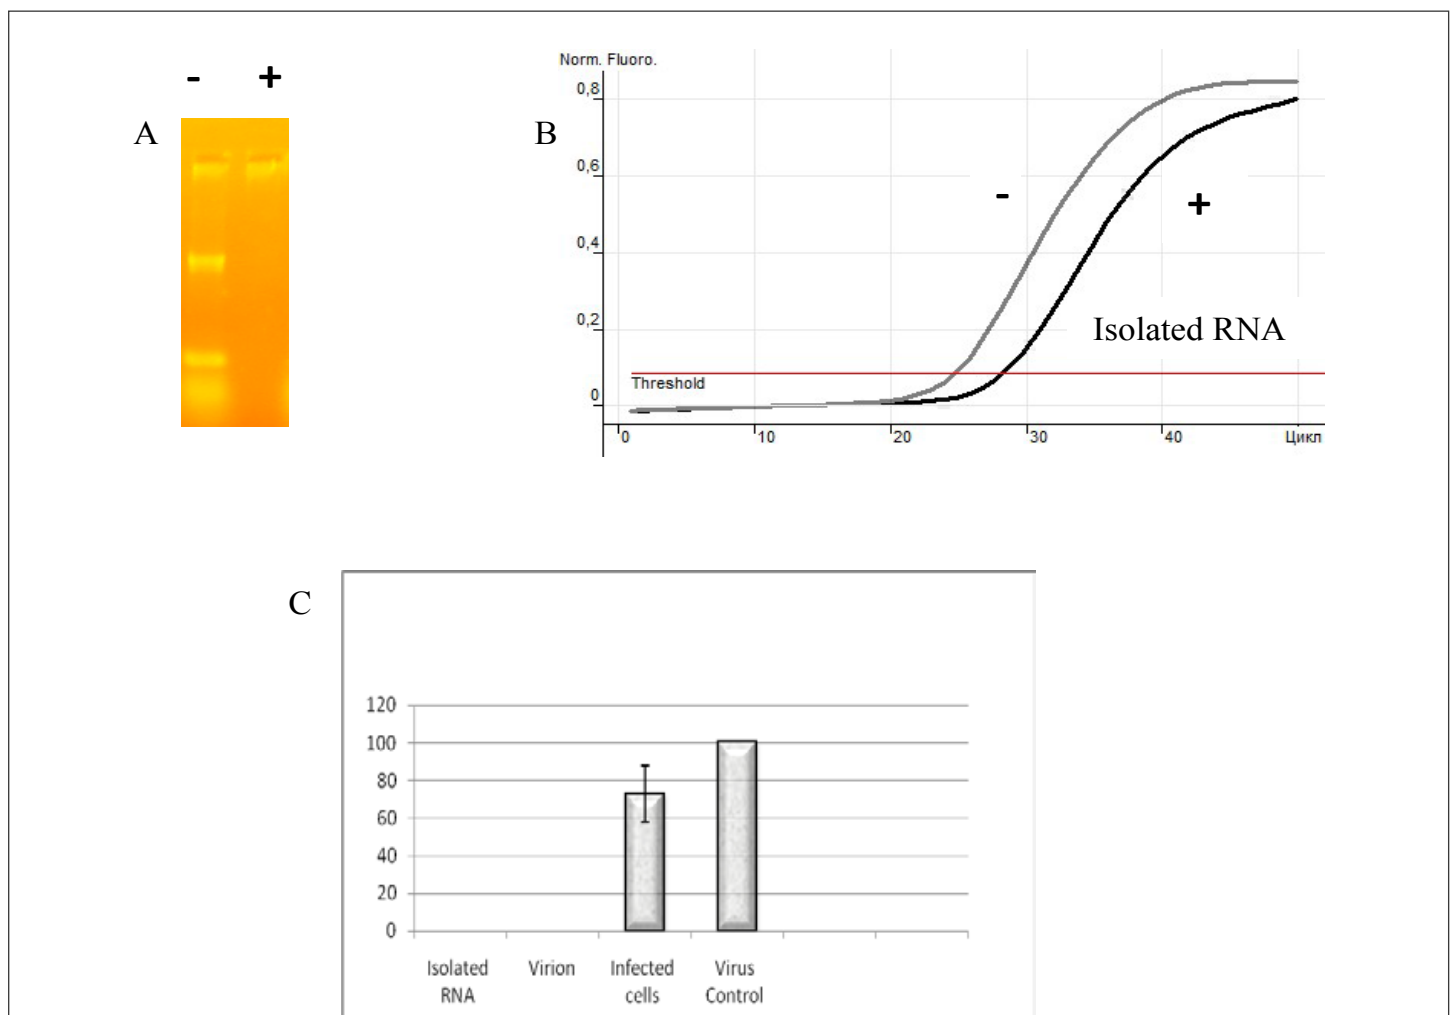 - +
A
B
Norm. Fluoro.
0,8
0,6
0,4
0,2
0
-
+
Isolated RNA
Threshold
0 10 20 30 40 Цикл
C
120
100
80
60
40
20
0
Isolated RNA
Virion
Infected cells
Virus Control